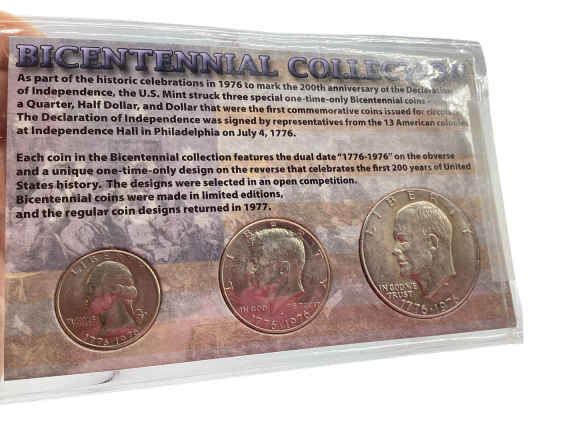 BICENTENNIAL COLLECTION
As part of the historic celebrations in 1976 to mark the 200th anniversary of the Declaration
of Independence, the U.S. Mint struck three special one-time-only Bicentennial coins -
a Quarter, Half Dollar, and Dollar that were the first commemorative coins issued for
The Declaration of Independence was signed by representatives from the 13 American colonies
at Independence Hall in Philadelphia on July 4, 1776.
Each coin in the Bicentennial collection features the dual date "1776-1976" on the obverse
and a unique one-time-only design on the reverse that celebrates the first 200 years of United
States history. The designs were selected in an open competition.
Bicentennial coins were made in limited editions,
and the regular coin designs returned in 1977.
LIBERTY
1776-1976
LIBERTY
IN GOD WE TRUST
1776-1976
LIBERTY
IN GOD WE
TRUST
1776-1976